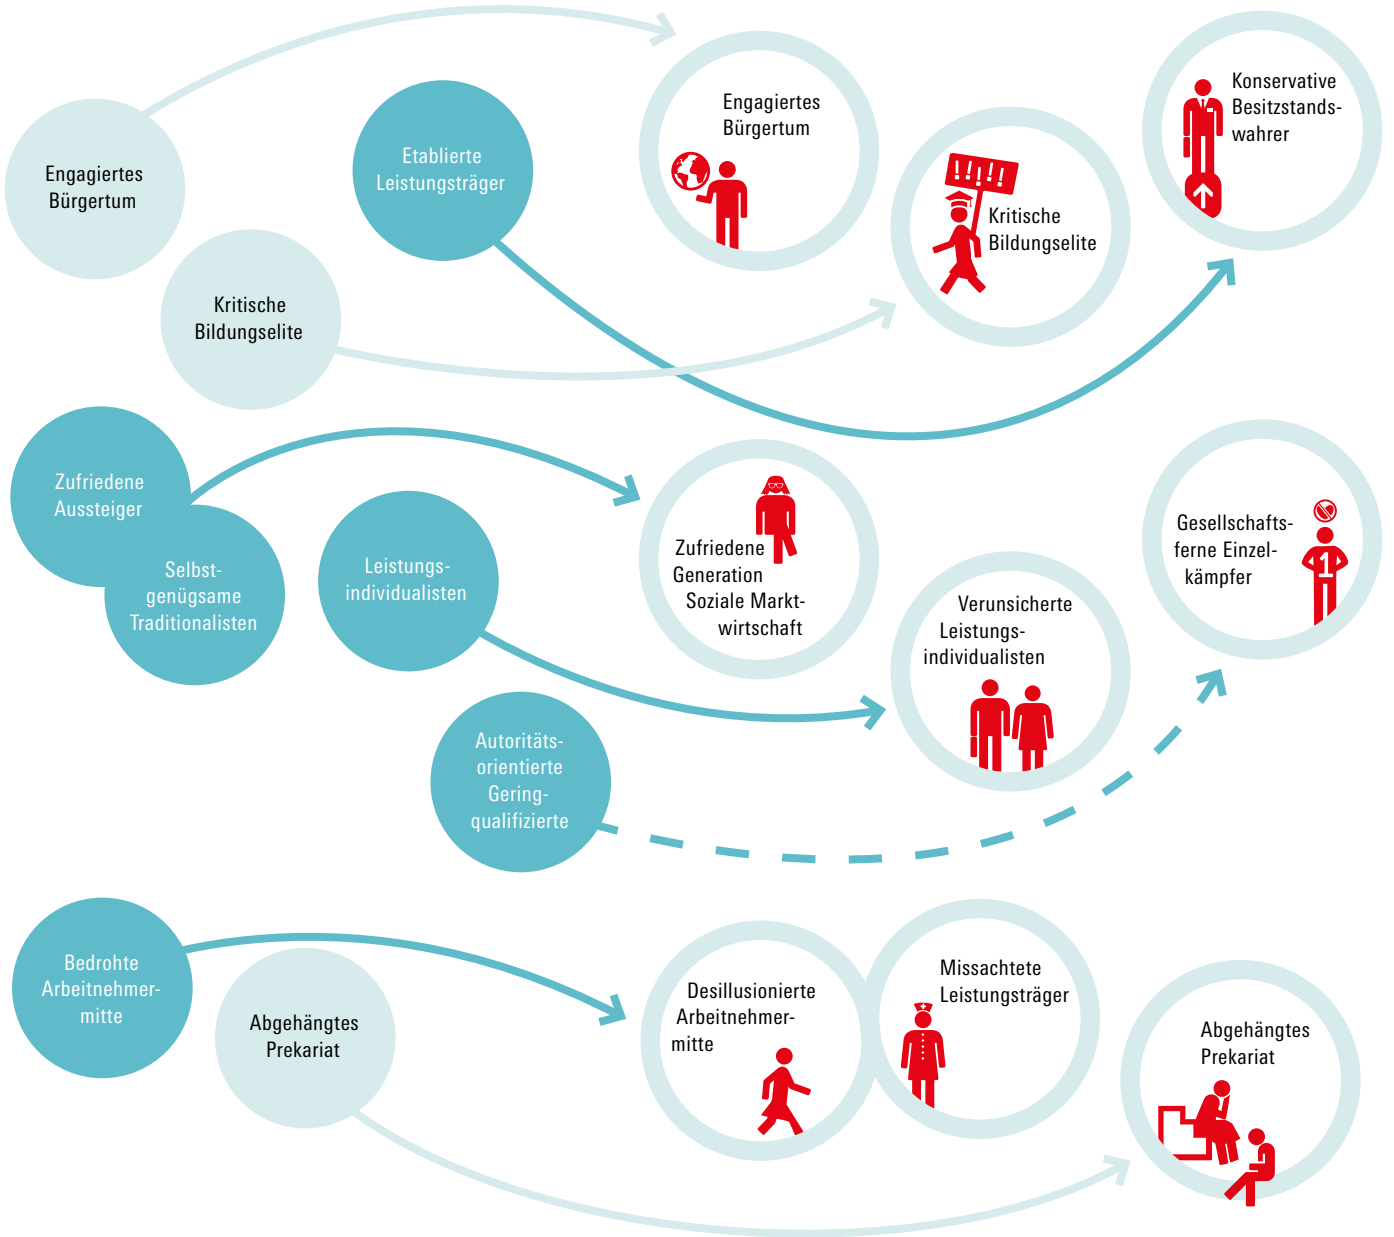 Engagiertes
Bürgertum
Etablierte
Leistungsträger
Kritische
Bildungselite
Engagiertes
Bürgertum
!!!!!
Kritische
Bildungselite
Konservative
Besitzstands-
wahrer
Zufriedene
Aussteiger
Selbst-
genügsame
Traditionalisten
Leistungs-
individualisten
Autoritäts-
orientierte
Gering-
qualifizierte
Zufriedene
Generation
Soziale Markt-
wirtschaft
Verunsicherte
Leistungs-
individualisten
Gesellschafts-
ferne Einzel-
kämpfer
1
Bedrohte
Arbeitnehmer-
mitte
Abgehängtes
Prekariat
Desillusionierte
Arbeitnehmer-
mitte
Missachtete
Leistungsträger
Abgehängtes
Prekariat